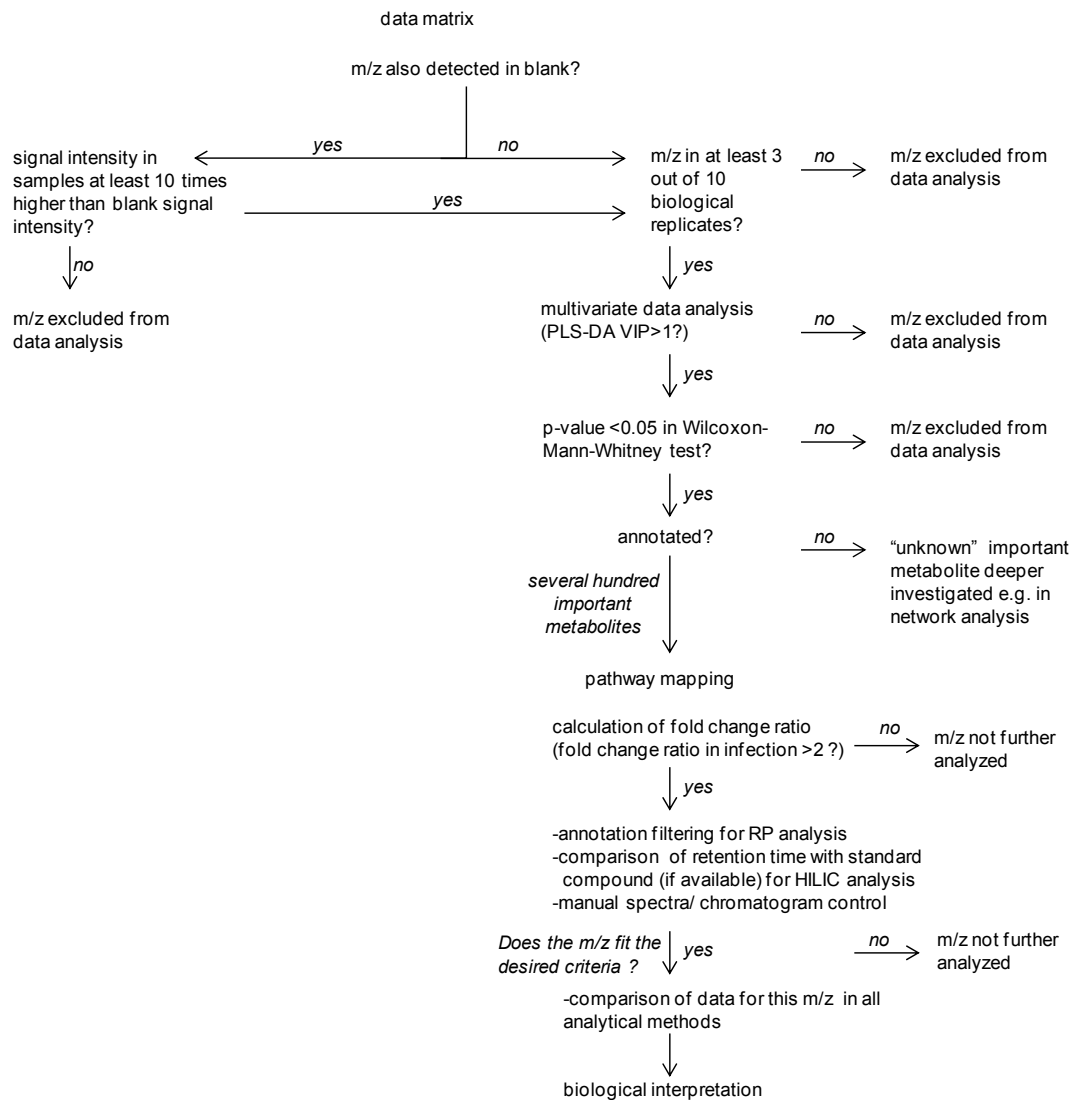 data matrix
m/z also detected in blank?
yes
no
signal intensity in
samples at least 10 times
higher than blank signal
intensity?
yes
m/z in at least 3
out of 10
biological
replicates?
no
m/z excluded from
data analysis
no
m/z excluded from
data analysis
yes
multivariate data analysis
(PLS-DA VIP>1?)
no
m/z excluded from
data analysis
yes
p-value <0.05 in Wilcoxon-
Mann-Whitney test?
no
m/z excluded from
data analysis
yes
annotated?
no
“unknown” important
metabolite deeper
investigated e.g. in
network analysis
several hundred
important
metabolites
pathway mapping
calculation of fold change ratio
(fold change ratio in infection >2 ?)
no
m/z not further
analyzed
yes
-annotation filtering for RP analysis
-comparison of retention time with standard
compound (if available) for HILIC analysis
-manual spectra/ chromatogram control
Does the m/z fit the
desired criteria ?
yes
no
m/z not further
analyzed
-comparison of data for this m/z in all
analytical methods
biological interpretation